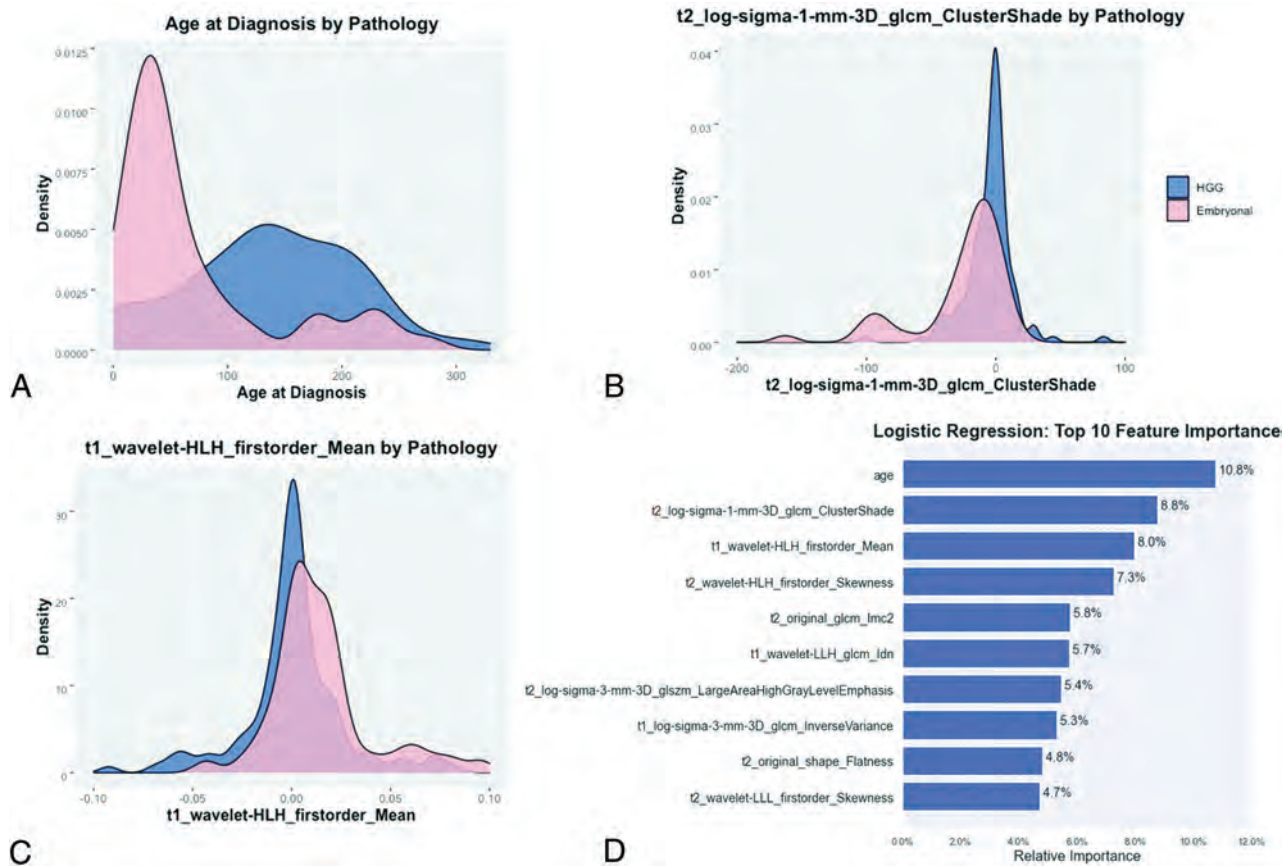 Age at Diagnosis by Pathology
0.0125
0.0100
0.0075
0.0050
0.0025
0.0000
Density
0
100
200
300
Age at Diagnosis
A
t2_log-sigma-1-mm-3D_glcm_ClusterShade by Pathology
0.04
0.03
0.02
0.01
0.00
Density
-200
-100
0
100
t2_log-sigma-1-mm-3D_glcm_ClusterShade
HGG
Embryonal
B
t1_wavelet-HLH_firstorder_Mean by Pathology
30
20
10
0
Density
-0.10
-0.05
0.00
0.05
0.10
t1_wavelet-HLH_firstorder_Mean
C
Logistic Regression: Top 10 Feature Importance
age 10.8%
t2_log-sigma-1-mm-3D_glcm_ClusterShade 8.8%
t1_wavelet-HLH_firstorder_Mean 8.0%
t2_wavelet-HLH_firstorder_Skewness 7.3%
t2_original_glcm_Imc2 5.8%
t1_wavelet-LLH_glcm_Idn 5.7%
t2_log-sigma-3-mm-3D_glszm_LargeAreaHighGrayLevelEmphasis 5.4%
t1_log-sigma-3-mm-3D_glcm_InverseVariance 5.3%
t2_original_shape_Flatness 4.8%
t2_wavelet-LLL_firstorder_Skewness 4.7%
0.0% 2.0% 4.0% 6.0% 8.0% 10.0% 12.0%
Relative Importance
D